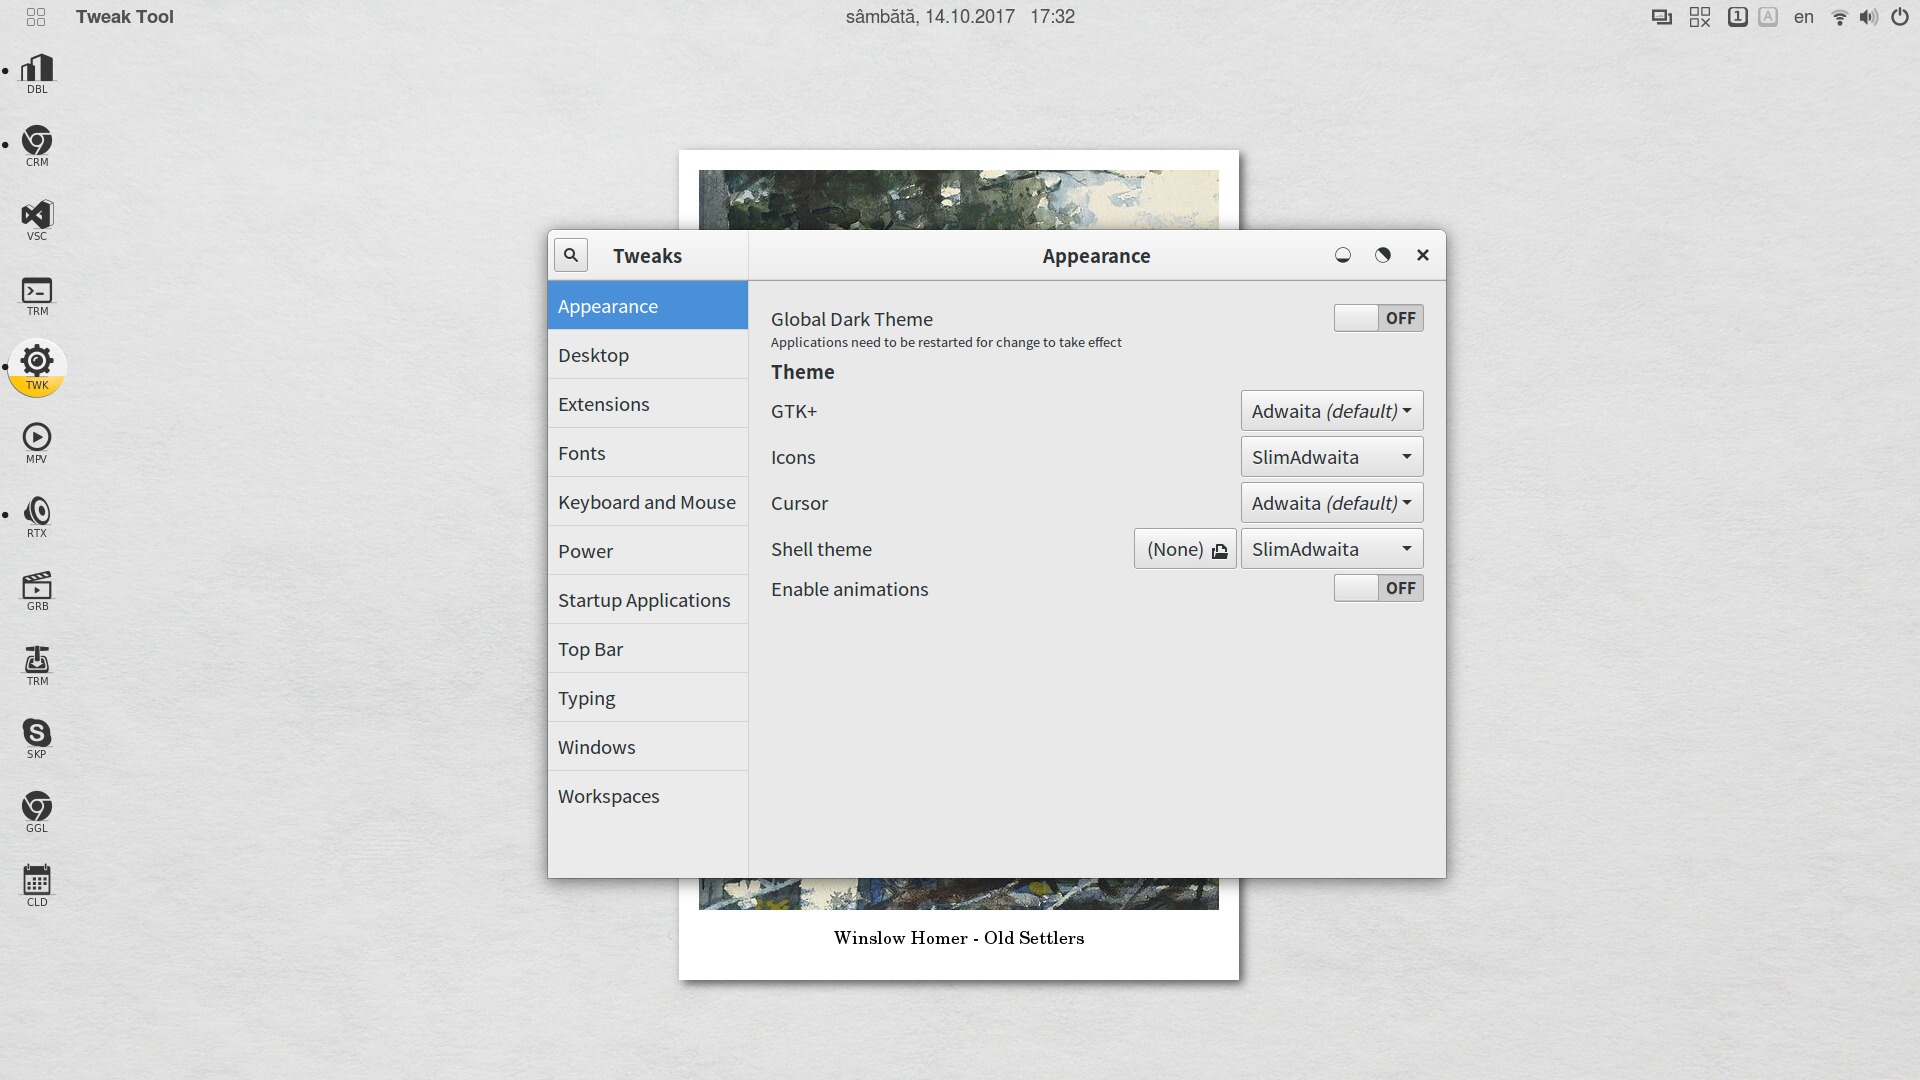 Tweak Tool
sâmbătă, 14.10.2017 17:32
1
A
en
DBL
CRM
VSC
TRM
TWK
MPV
RTX
GRB
TRM
SKP
GGL
CLD
Tweaks
Appearance
Appearance
Desktop
Extensions
Fonts
Keyboard and Mouse
Power
Startup Applications
Top Bar
Typing
Windows
Workspaces
Global Dark Theme OFF
Applications need to be restarted for change to take effect
Theme
GTK+ Adwaita (default)
Icons SlimAdwaita
Cursor Adwaita (default)
Shell theme (None) SlimAdwaita
Enable animations OFF
Winslow Homer - Old Settlers